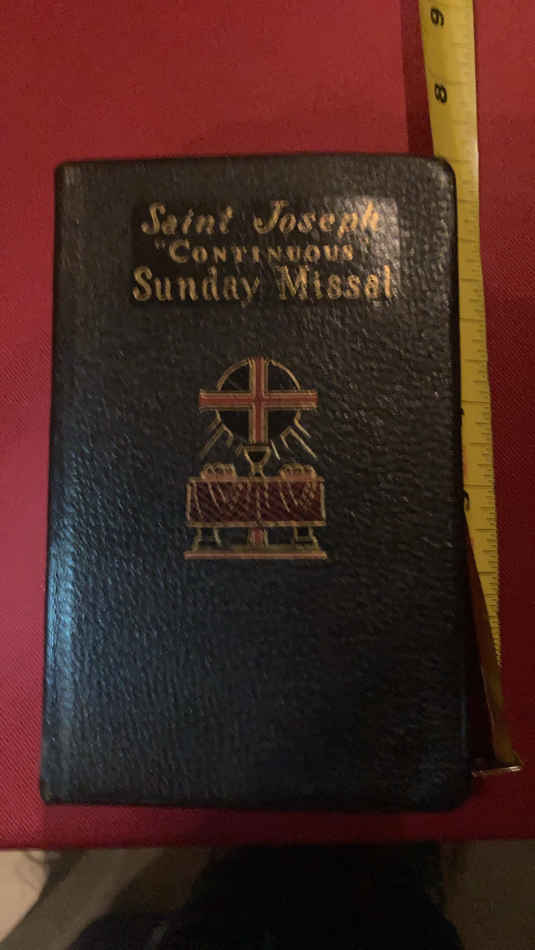 9
8
Saint Joseph
"CONTINUOUS"
Sunday Missal